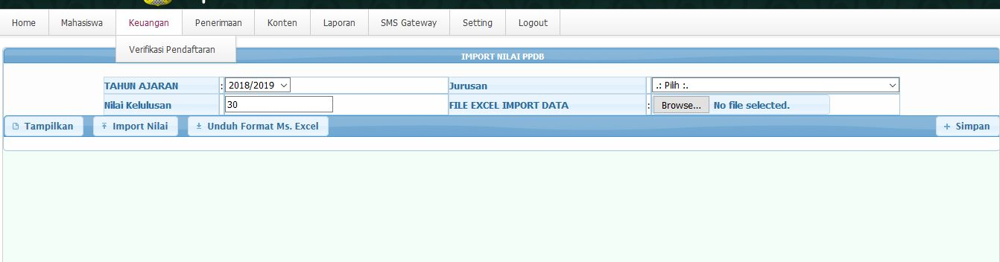 Home Mahasiswa Keuangan Penerimaan Konten Laporan SMS Gateway Setting Logout
Verifikasi Pendaftaran
IMPORT NILAI PPDB
TAHUN AJARAN : 2018/2019 Jurusan .: Pilih :.
Nilai Kelulusan 30 FILE EXCEL IMPORT DATA : Browse... No file selected.
Tampilkan Import Nilai Unduh Format Ms. Excel + Simpan